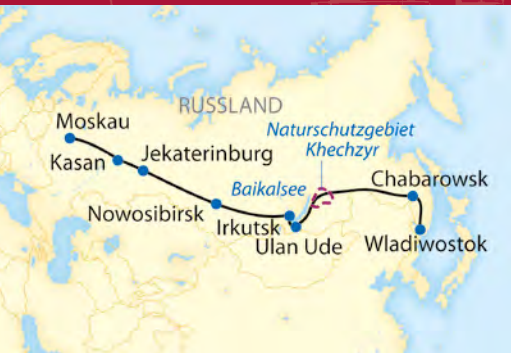 RUSSLAND
Moskau
Naturschutzgebiet
Khechzyr
Kasan
Jekaterinburg
Baikalsee
Chabarowsk
Nowosibirsk
Irkutsk
Ulan Ude
Wladiwostok